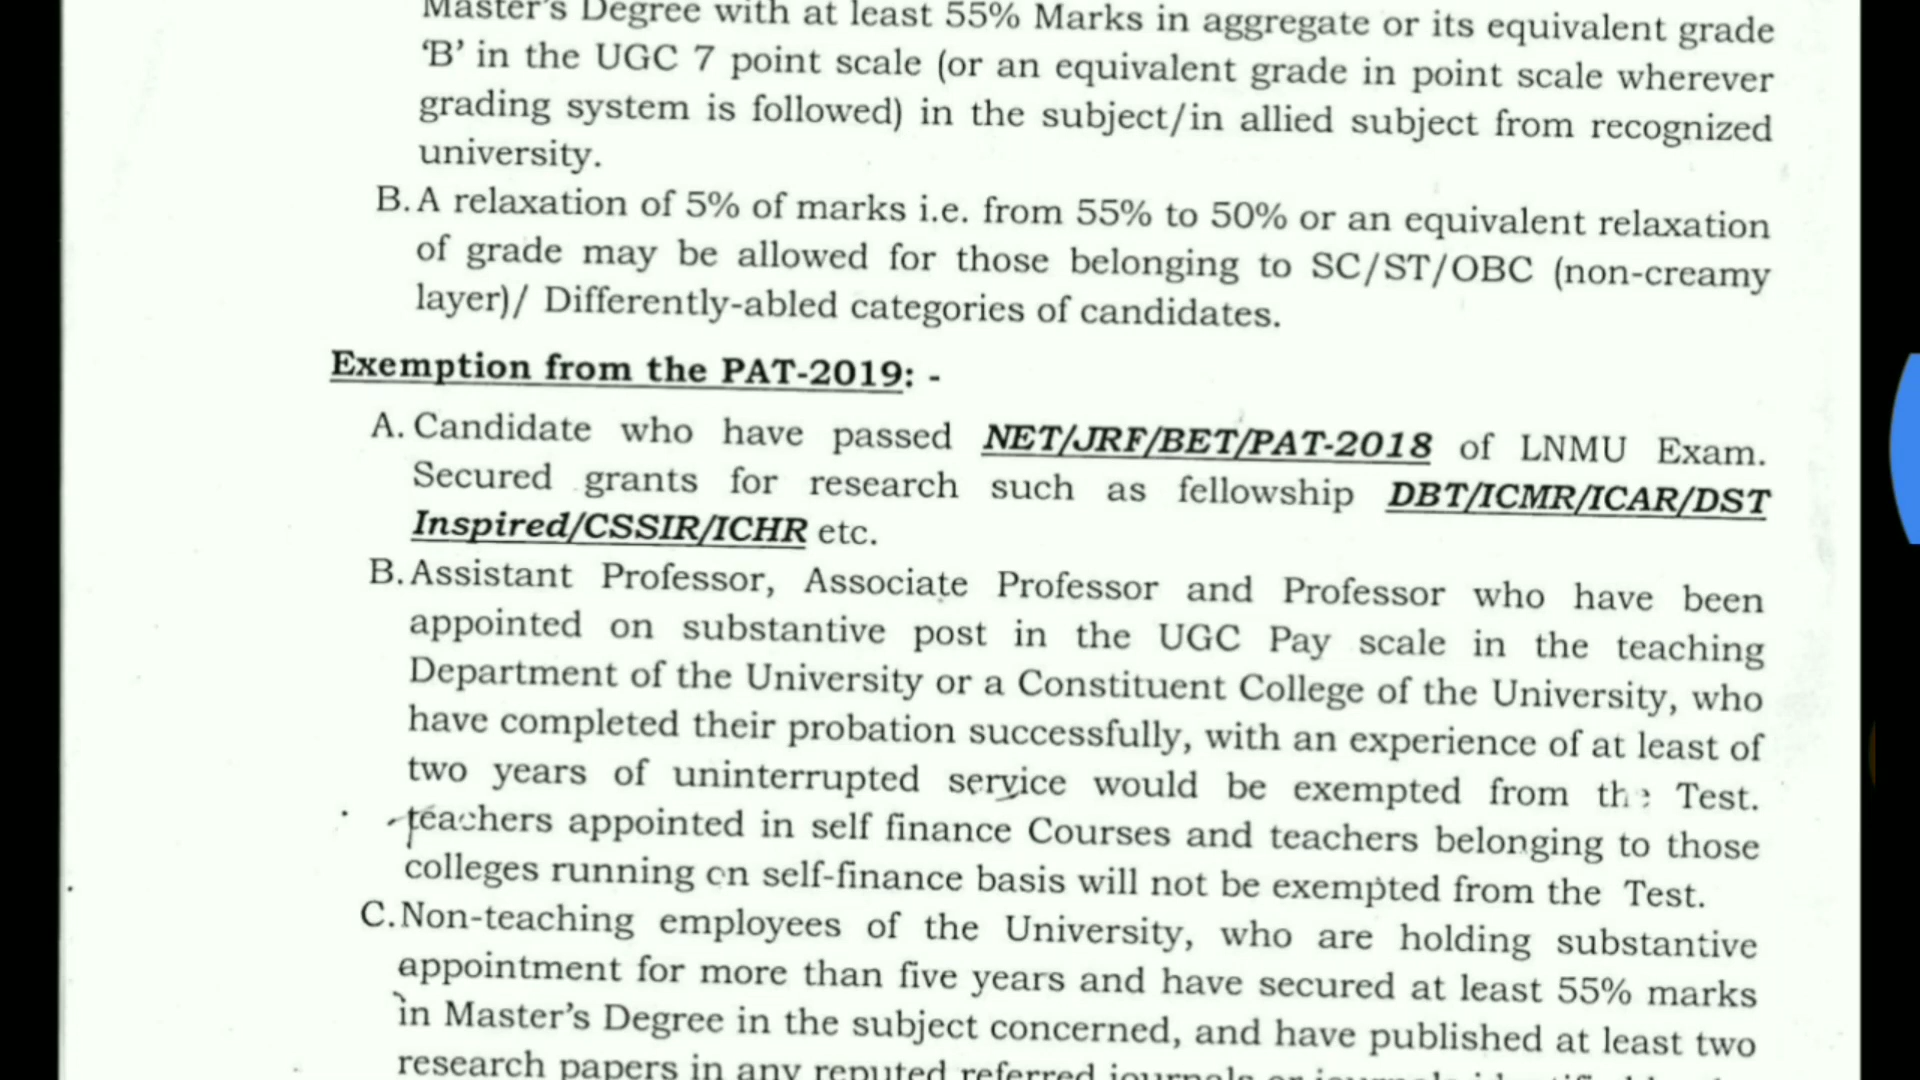 Master's Degree with at least 55% Marks in aggregate or its equivalent grade
'B' in the UGC 7 point scale (or an equivalent grade in point scale wherever
grading system is followed) in the subject/in allied subject from recognized
university.
B. A relaxation of 5% of marks i.e. from 55% to 50% or an equivalent relaxation
of grade may be allowed for those belonging to SC/ST/OBC (non-creamy
layer)/ Differently-abled categories of candidates.
Exemption from the PAT-2019: -
A. Candidate who have passed NET/JRF/BET/PAT-2018 of LNMU Exam.
Secured grants for research such as fellowship DBT/ICMR/ICAR/DST
Inspired/CSSIR/ICHR etc.
B. Assistant Professor, Associate Professor and Professor who have been
appointed on substantive post in the UGC Pay scale in the teaching
Department of the University or a Constituent College of the University, who
have completed their probation successfully, with an experience of at least of
two years of uninterrupted service would be exempted from the Test.
teachers appointed in self finance Courses and teachers belonging to those
colleges running on self-finance basis will not be exempted from the Test.
C. Non-teaching employees of the University, who are holding substantive
appointment for more than five years and have secured at least 55% marks
in Master's Degree in the subject concerned, and have published at least two
research papers in any reputed referred journals or journals